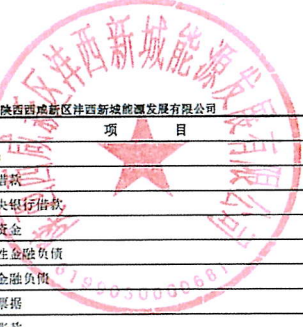 陕西西咸新区沣西新城能源发展有限公司
陕西西咸新区沣西新城能源发展有限公司
项 目
借款
央银行借款
资金
性金融负债
金融负债
票据
账款